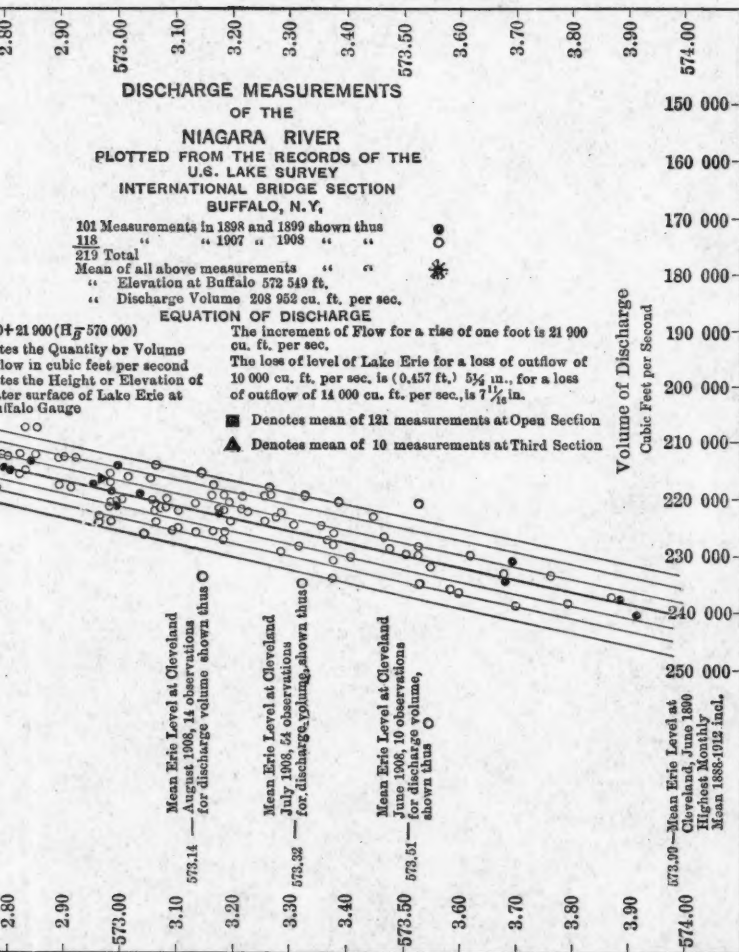 2.80 2.90 573.00 3.10 3.20 3.30 3.40 573.50 3.60 3.70 3.80 3.90 574.00
DISCHARGE MEASUREMENTS
OF THE
NIAGARA RIVER
PLOTTED FROM THE RECORDS OF THE
U.S. LAKE SURVEY
INTERNATIONAL BRIDGE SECTION
BUFFALO, N.Y.
101 Measurements in 1898 and 1899 shown thus
118 " " 1907 " 1908 " "
219 Total
Mean of all above measurements " "
" Elevation at Buffalo 572 549 ft.
" Discharge Volume 208 952 cu. ft. per sec.
EQUATION OF DISCHARGE
0+21 900 (HB-570 000)
tes the Quantity or Volume
low in cubic feet per second
tes the Height or Elevation of
ter surface of Lake Erie at
uffalo Gauge
The increment of Flow for a rise of one foot is 21 900
cu. ft. per sec.
The loss of level of Lake Erie for a loss of outflow of
10 000 cu. ft. per sec. is (0.457 ft.) 5½ in., for a loss
of outflow of 14 000 cu. ft. per sec., is 7 11/16 in.
Denotes mean of 121 measurements at Open Section
Denotes mean of 10 measurements at Third Section
Volume of Discharge
Cubic Feet per Second
150 000
160 000
170 000
180 000
190 000
200 000
210 000
220 000
230 000
240 000
250 000
573.14 — Mean Erie Level at Cleveland
August 1908, 14 observations
for discharge volume shown thus
573.32 — Mean Erie Level at Cleveland
July 1908, 54 observations
for discharge volume, shown thus
573.51 — Mean Erie Level at Cleveland
June 1908, 10 observations
for discharge volume,
shown thus
573.99—Mean Erie Level at
Cleveland, June 1890
Highest Monthly
Mean 1888-1912 incl.
2.80 2.90 573.00 3.10 3.20 3.30 3.40 573.50 3.60 3.70 3.80 3.90 574.00